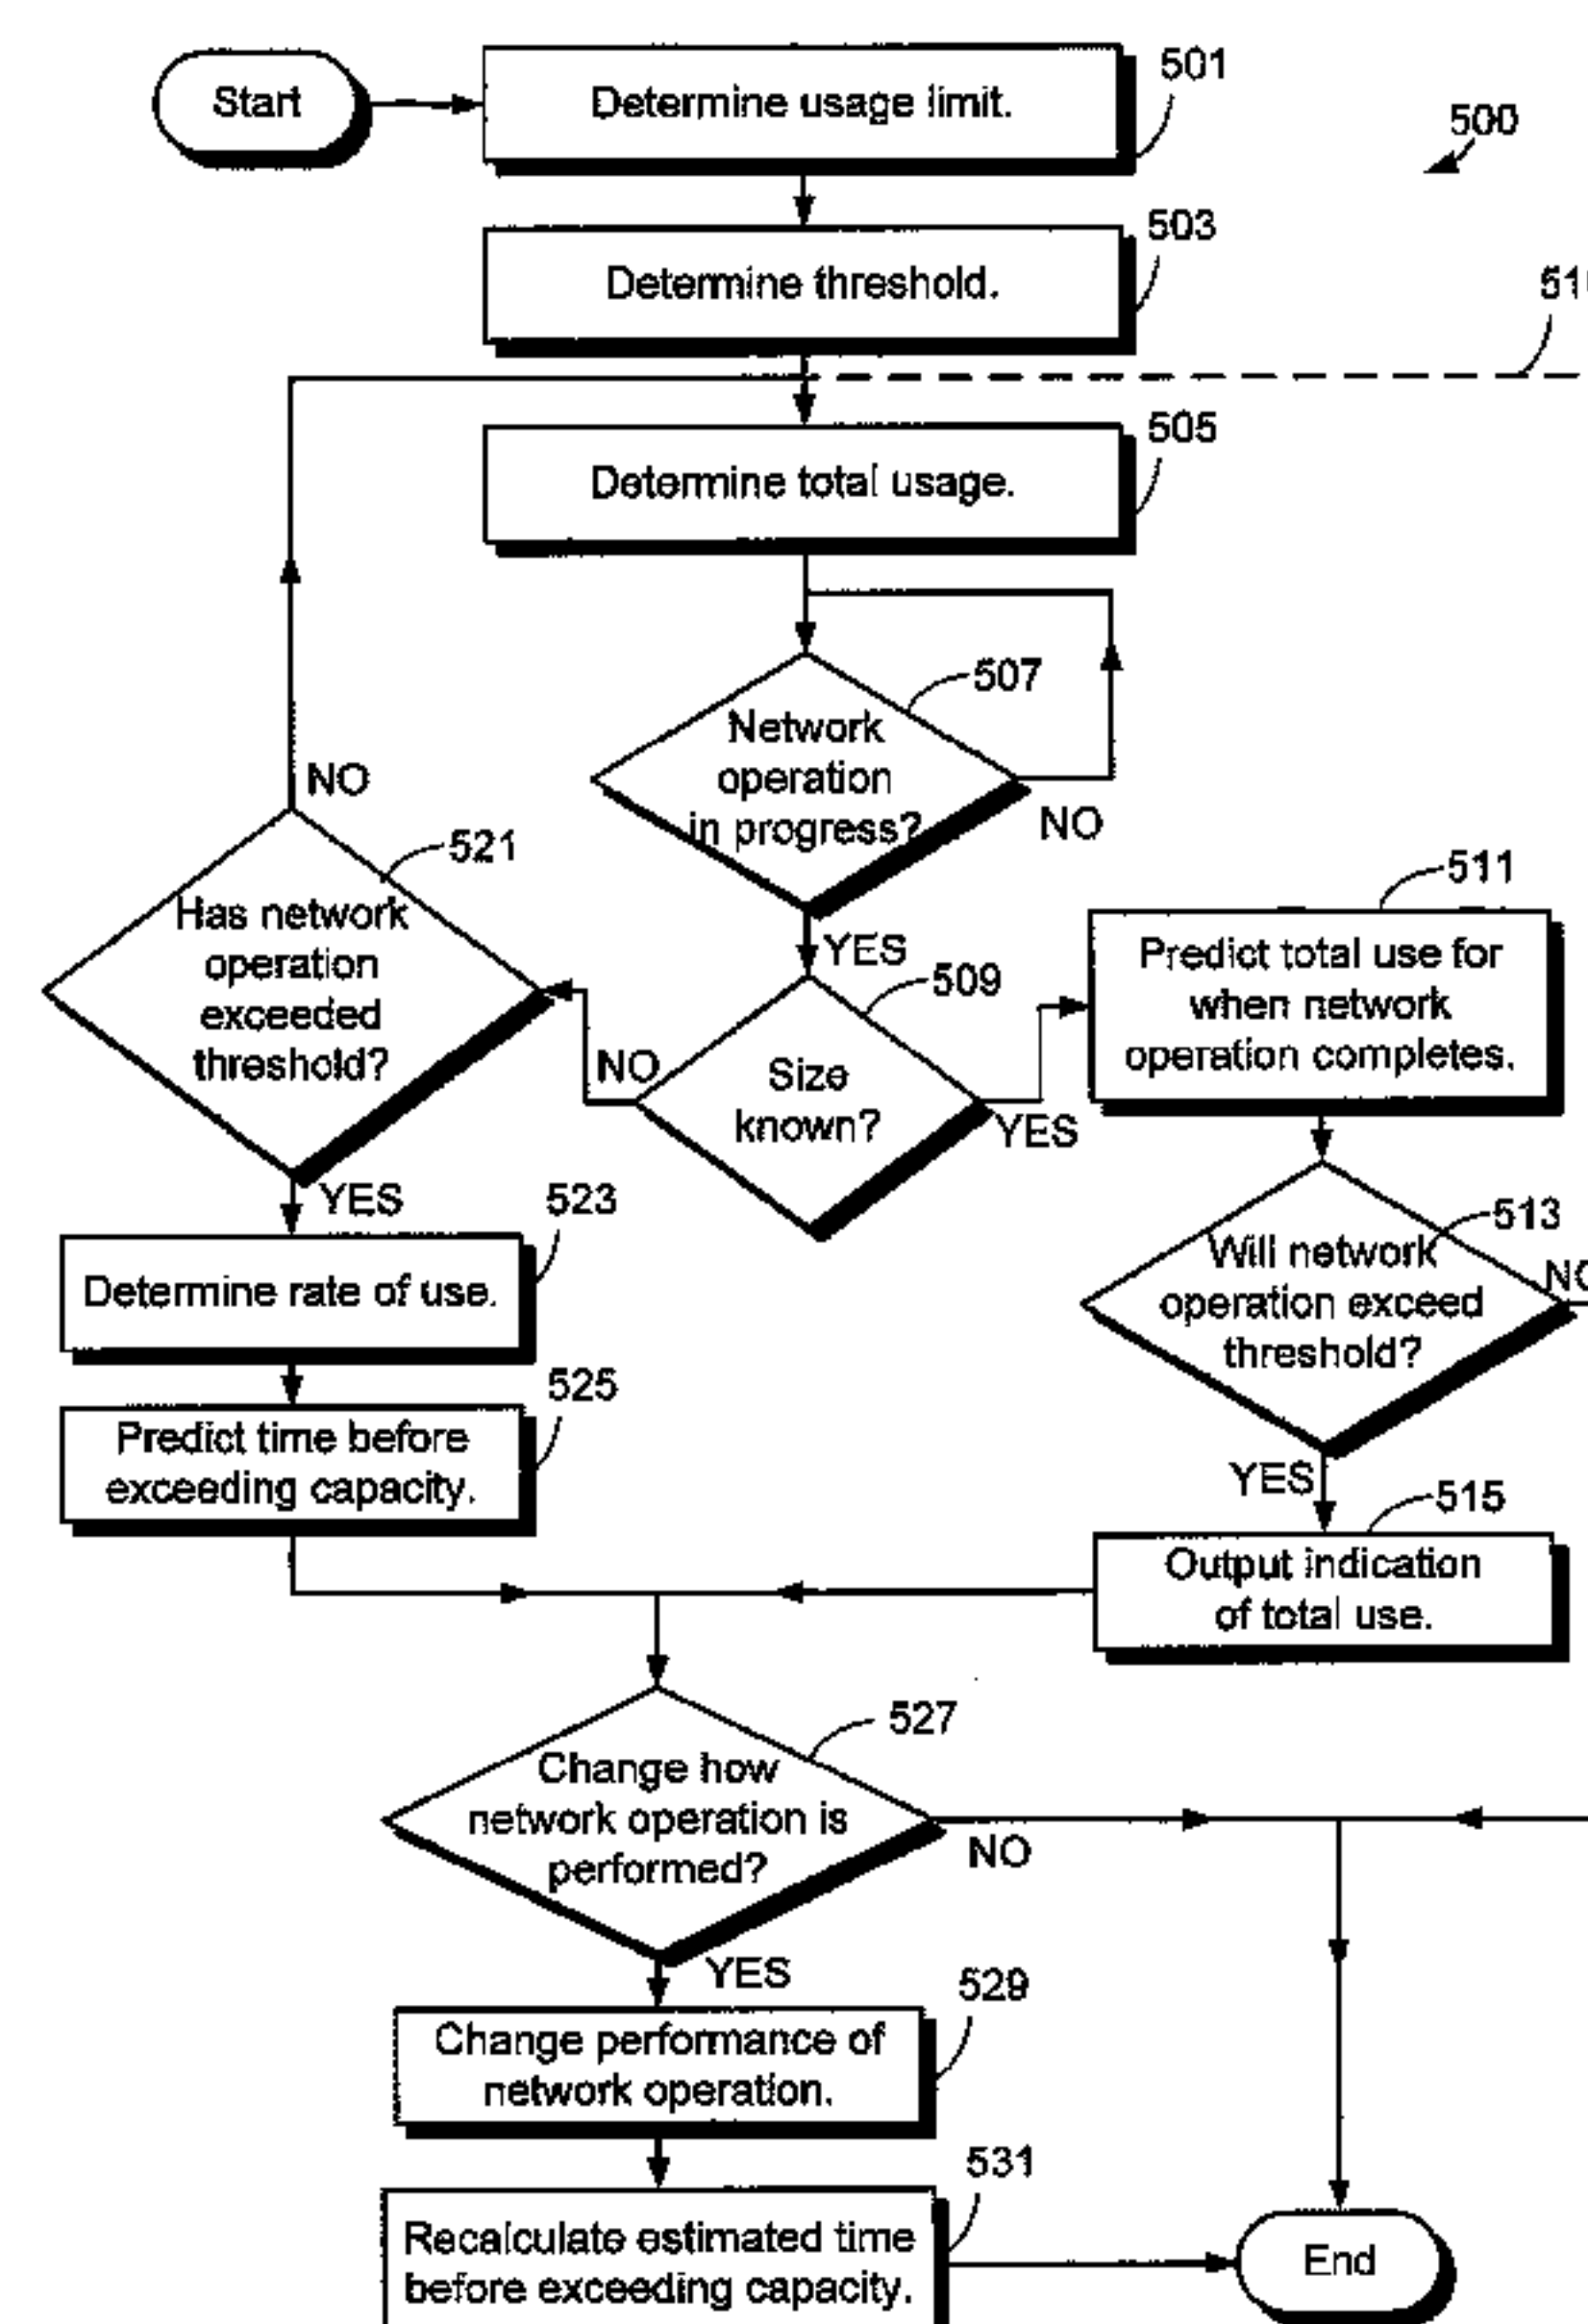 Start
Determine usage limit.
501
500
Determine threshold.
503
Determine total usage.
505
Network
operation
in progress?
507
NO
YES
NO
Has network
operation
exceeded
threshold?
521
YES
Size
known?
509
NO
YES
Predict total use for
when network
operation completes.
511
Will network
operation exceed
threshold?
513
YES
Determine rate of use.
523
Predict time before
exceeding capacity.
525
Output indication
of total use.
515
Change how
network operation is
performed?
527
NO
YES
Change performance of
network operation.
529
Recalculate estimated time
before exceeding capacity.
531
End